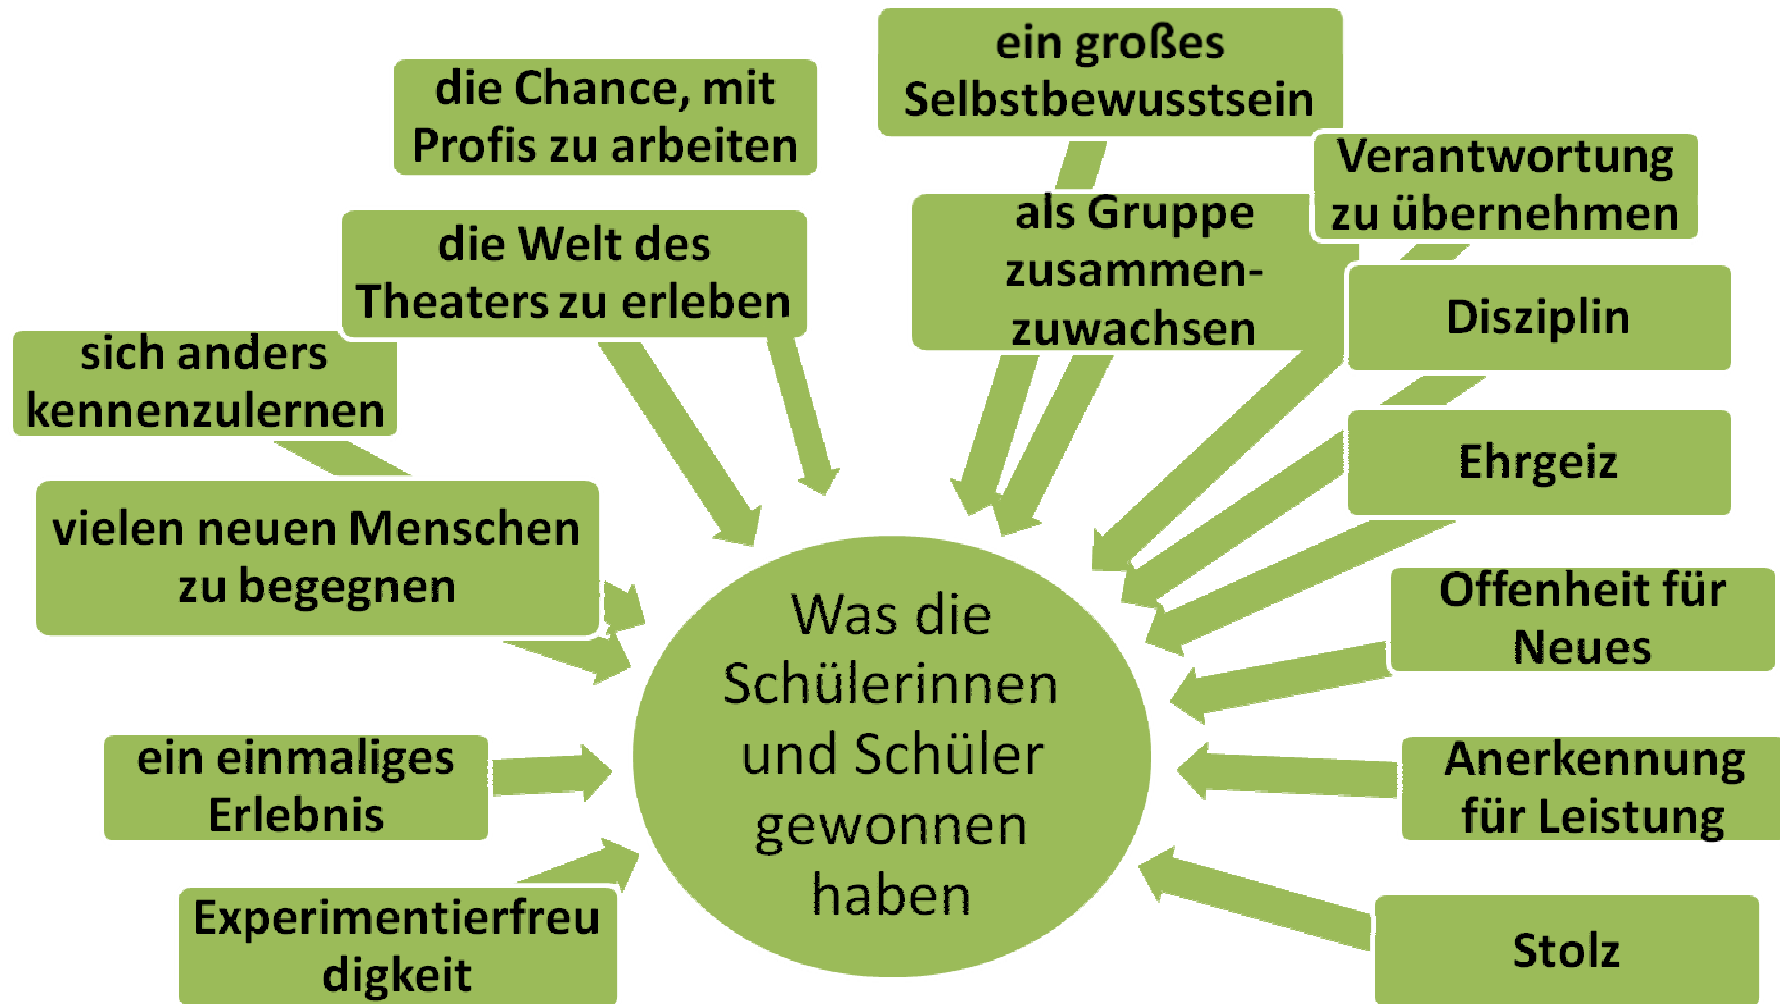 ein großes
Selbstbewusstsein
die Chance, mit
Profis zu arbeiten
Verantwortung
zu übernehmen
als Gruppe
zusammen-
zuwachsen
die Welt des
Theaters zu erleben
Disziplin
sich anders
kennenzulernen
Ehrgeiz
vielen neuen Menschen
zu begegnen
Offenheit für
Neues
Was die
Schülerinnen
und Schüler
gewonnen
haben
ein einmaliges
Erlebnis
Anerkennung
für Leistung
Experimentierfreu
digkeit
Stolz